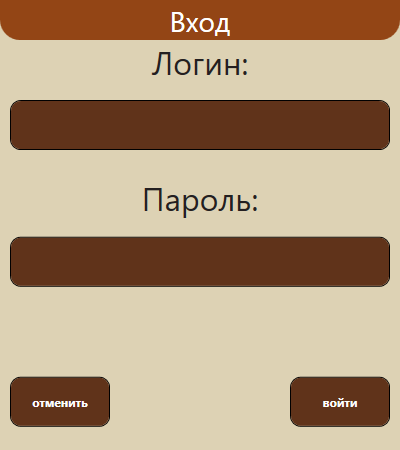 Вход
Логин:
Пароль:
отменить
войти